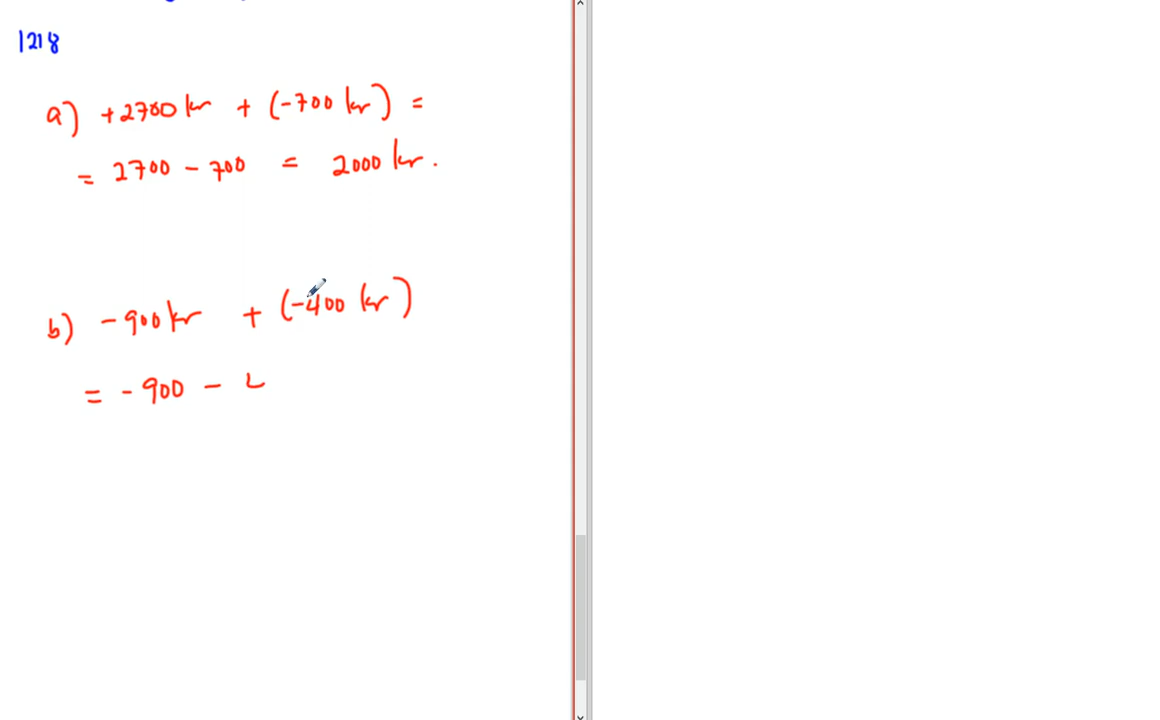 1218
a) +2700 kr + (-700 kr) =
= 2700 - 700 = 2000 kr.
b) -900 kr + (-400 kr)
= -900 -